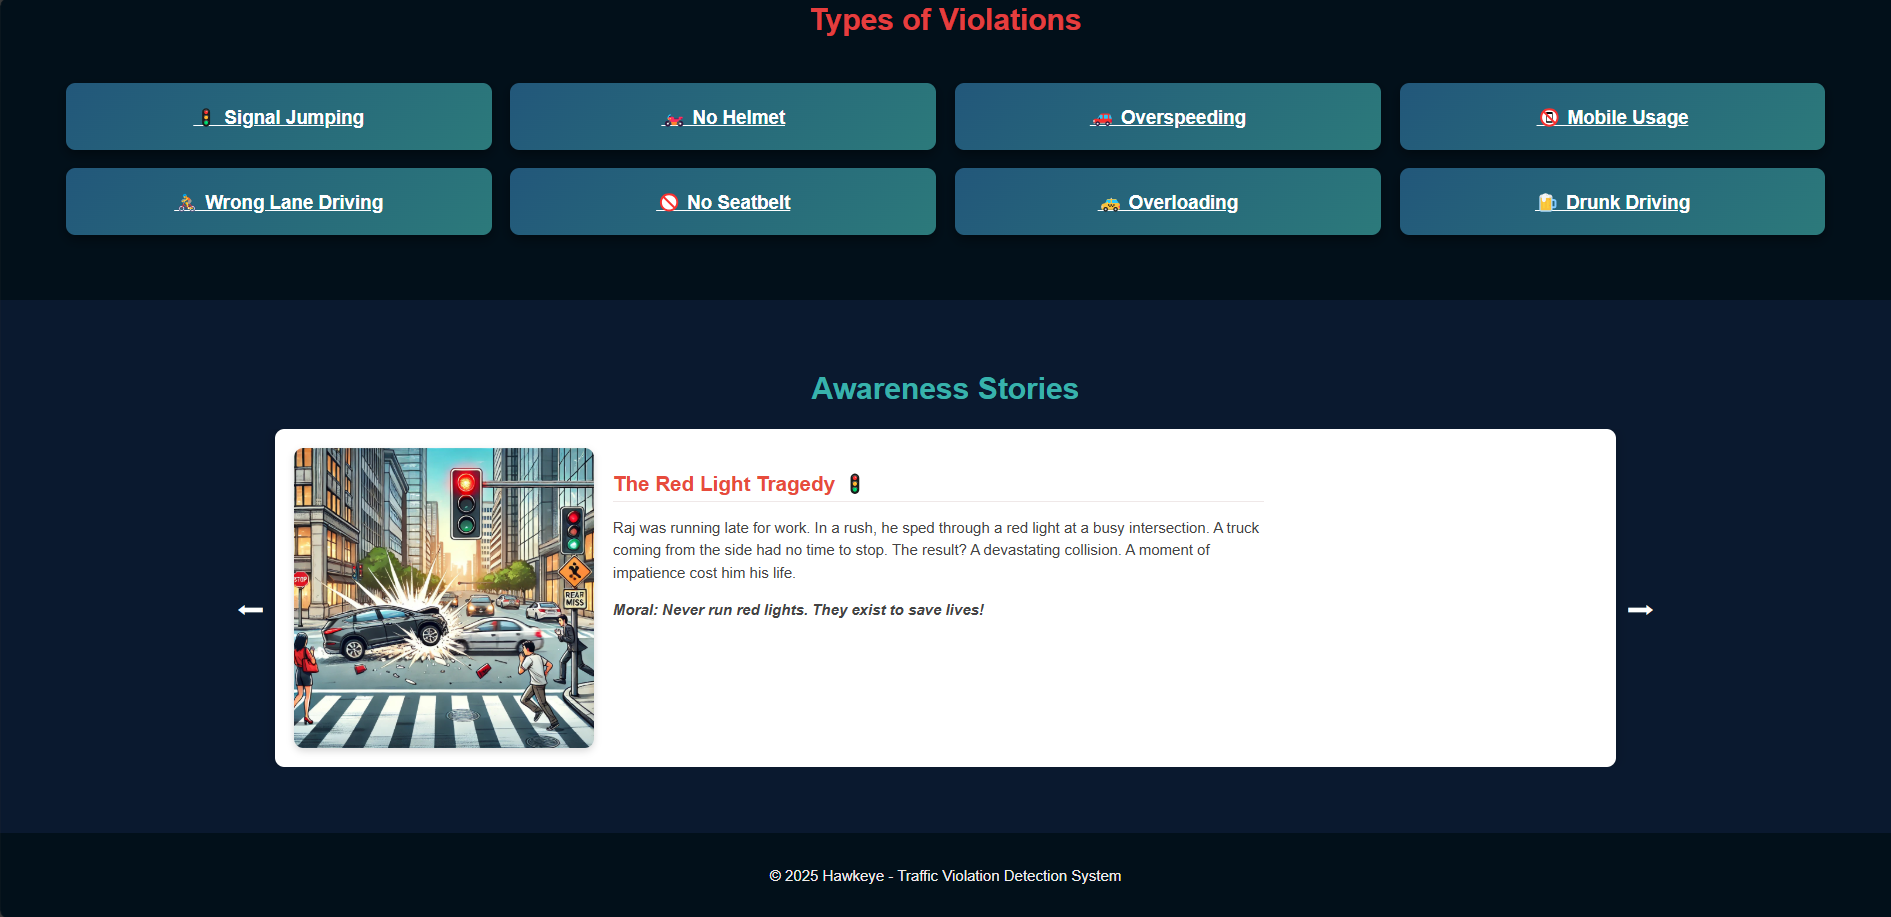 Types of Violations
🚦 Signal Jumping
🏍️ No Helmet
🚗 Overspeeding
📵 Mobile Usage
🚴 Wrong Lane Driving
🚫 No Seatbelt
🚕 Overloading
🍺 Drunk Driving
Awareness Stories
STOP
REAR
MISS
The Red Light Tragedy 🚦
Raj was running late for work. In a rush, he sped through a red light at a busy intersection. A truck
coming from the side had no time to stop. The result? A devastating collision. A moment of
impatience cost him his life.
Moral: Never run red lights. They exist to save lives!
© 2025 Hawkeye - Traffic Violation Detection System